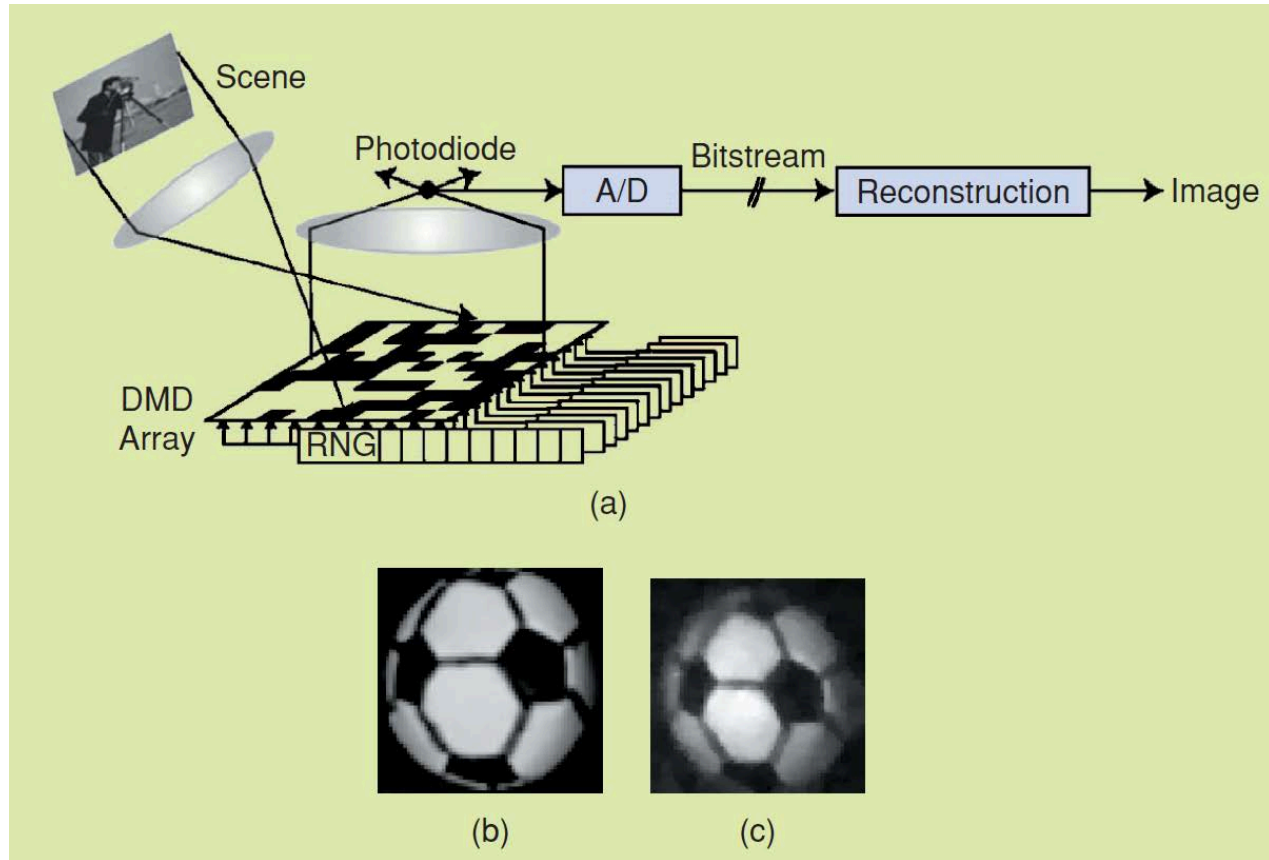 Scene
Photodiode
A/D
Bitstream
Reconstruction
Image
DMD
Array
RNG
(a)
(b)
(c)